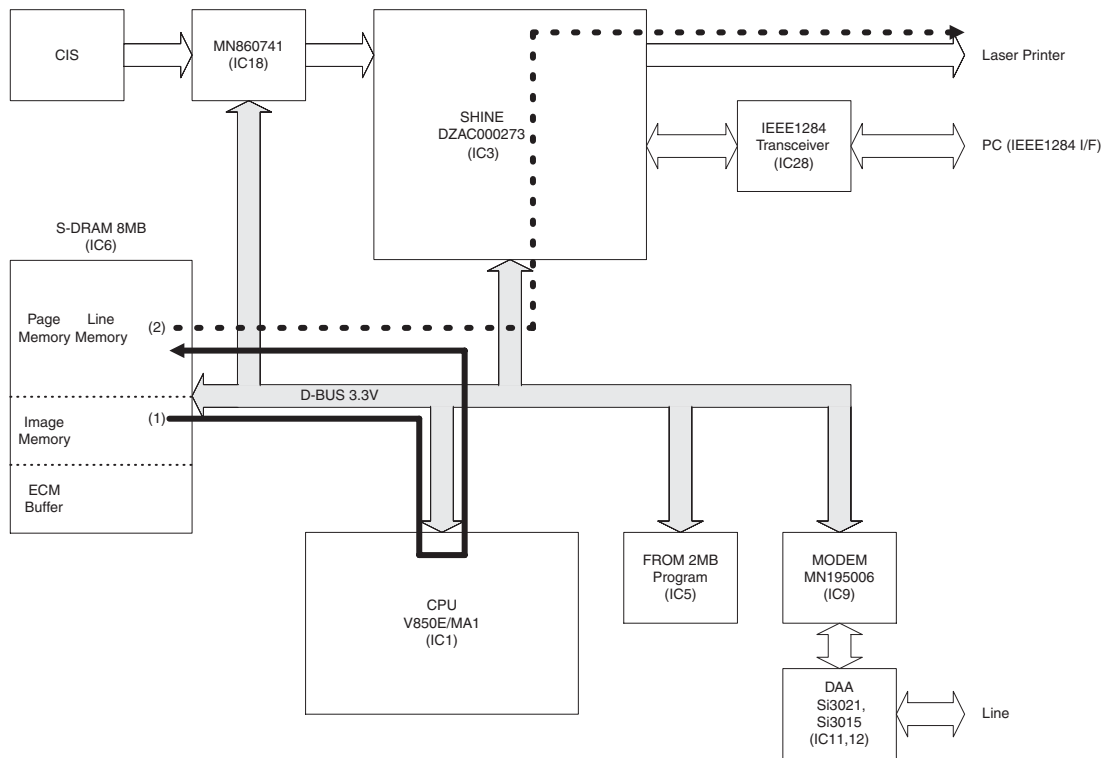 CIS
MN860741
(IC18)
SHINE
DZAC000273
(IC3)
Laser Printer
IEEE1284
Transceiver
(IC28)
PC (IEEE1284 I/F)
S-DRAM 8MB
(IC6)
Page Line
Memory Memory
(2)
D-BUS 3.3V
Image
Memory
(1)
ECM
Buffer
CPU
V850E/MA1
(IC1)
FROM 2MB
Program
(IC5)
MODEM
MN195006
(IC9)
DAA
Si3021,
Si3015
(IC11,12)
Line